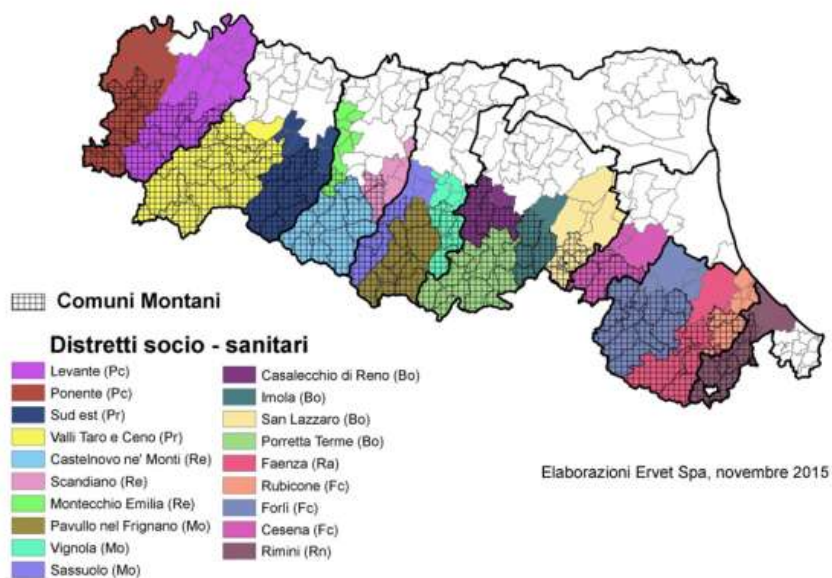 Comuni Montani
Distretti socio - sanitari
Levante (Pc)
Ponente (Pc)
Sud est (Pr)
Valli Taro e Ceno (Pr)
Castelnovo ne' Monti (Re)
Scandiano (Re)
Montecchio Emilia (Re)
Pavullo nel Frignano (Mo)
Vignola (Mo)
Sassuolo (Mo)
Casalecchio di Reno (Bo)
Imola (Bo)
San Lazzaro (Bo)
Porretta Terme (Bo)
Faenza (Ra)
Rubicone (Fc)
Forlì (Fc)
Cesena (Fc)
Rimini (Rn)
Elaborazioni Ervet Spa, novembre 2015